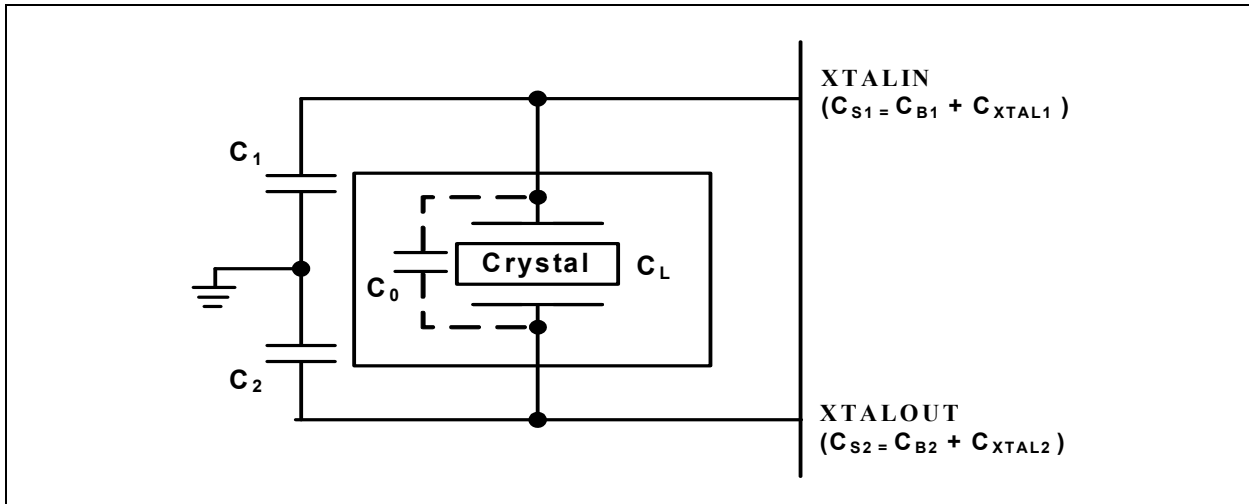 XTALIN
(CS1 = CB1 + CXTAL1 )
C1
Crystal
CL
C0
C2
XTALOUT
(CS2 = CB2 + CXTAL2 )